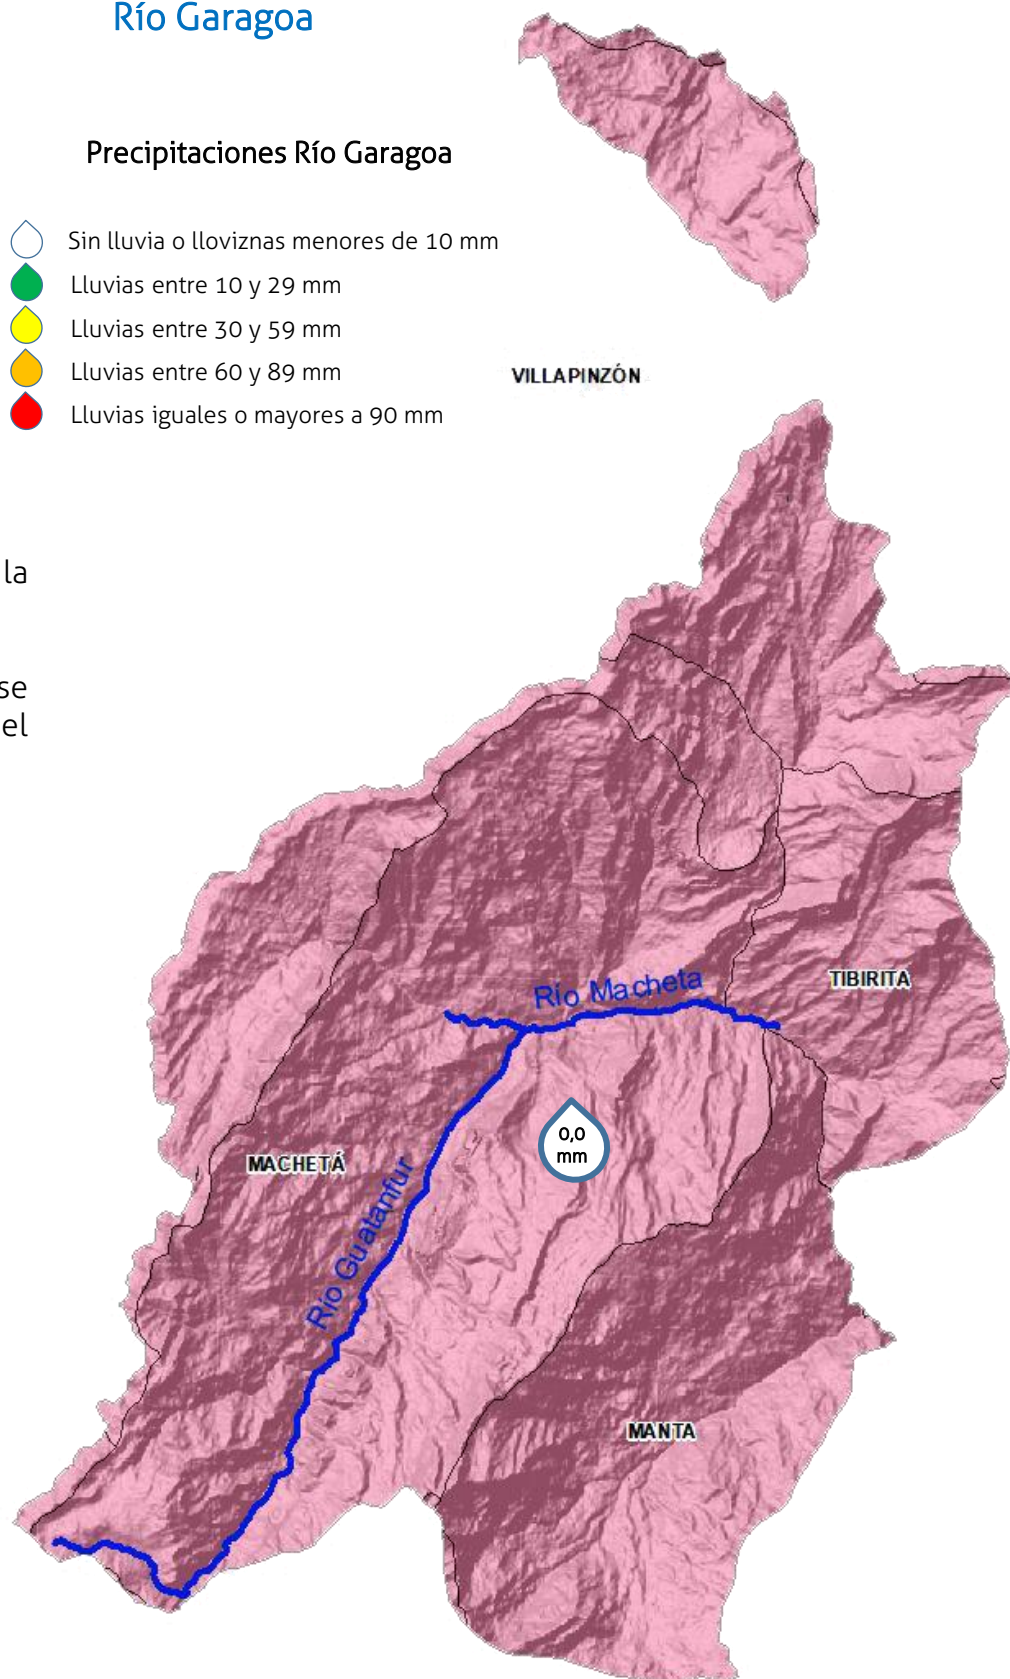 Río Garagoa
Precipitaciones Río Garagoa
Sin lluvia o lloviznas menores de 10 mm
Lluvias entre 10 y 29 mm
Lluvias entre 30 y 59 mm
Lluvias entre 60 y 89 mm
Lluvias iguales o mayores a 90 mm
VILLAPINZÓN
la
se
el
TIBIRITA
Río Macheta
0,0
mm
MACHETÁ
Río Guatanfur
MANTA